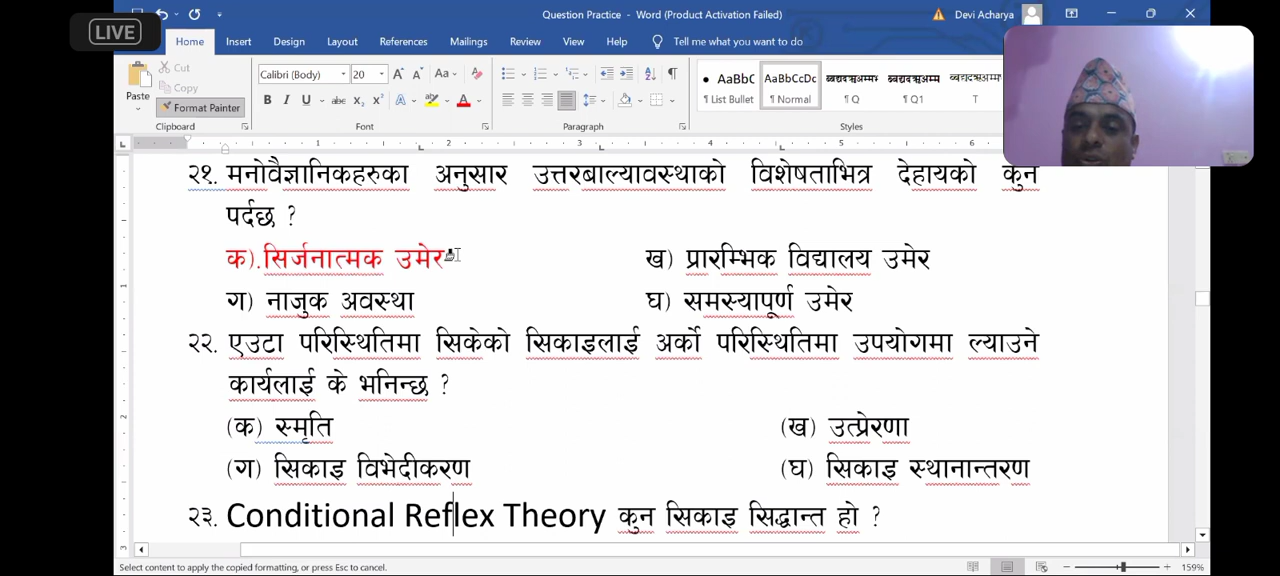 LIVE
Question Practice - Word (Product Activation Failed)
Devi Acharya
Home Insert Design Layout References Mailings Review View Help Tell me what you want to do
Paste
Cut
Copy
Format Painter
Calibri (Body) 20
AaBbC AaBbCcDc
¶ List Bullet ¶ Normal ¶ Q ¶ Q1 T
Clipboard Font Paragraph Styles
२१. मनोवैज्ञानिकहरुका अनुसार उत्तरबाल्यावस्थाको विशेषताभित्र देहायको कुन
पर्दछ ?
क).सिर्जनात्मक उमेर ख) प्रारम्भिक विद्यालय उमेर
ग) नाजुक अवस्था घ) समस्यापूर्ण उमेर
२२. एउटा परिस्थितिमा सिकेको सिकाइलाई अर्को परिस्थितिमा उपयोगमा ल्याउने
कार्यलाई के भनिन्छ ?
(क) स्मृति (ख) उत्प्रेरणा
(ग) सिकाइ विभेदीकरण (घ) सिकाइ स्थानान्तरण
२३. Conditional Reflex Theory कुन सिकाइ सिद्धान्त हो ?
Select content to apply the copied formatting, or press Esc to cancel.
159%